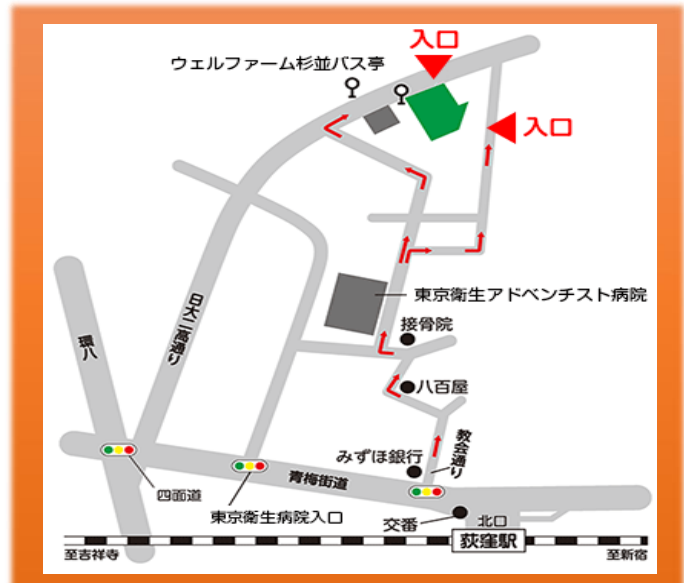 入口
ウェルファーム杉並バス亭
入口
東京衛生アドベンチスト病院
接骨院
日大二高通り
環八
八百屋
教会通り
みずほ銀行
青梅街道
四面道
東京衛生病院入口
交番
北口
荻窪駅
至吉祥寺
至新宿